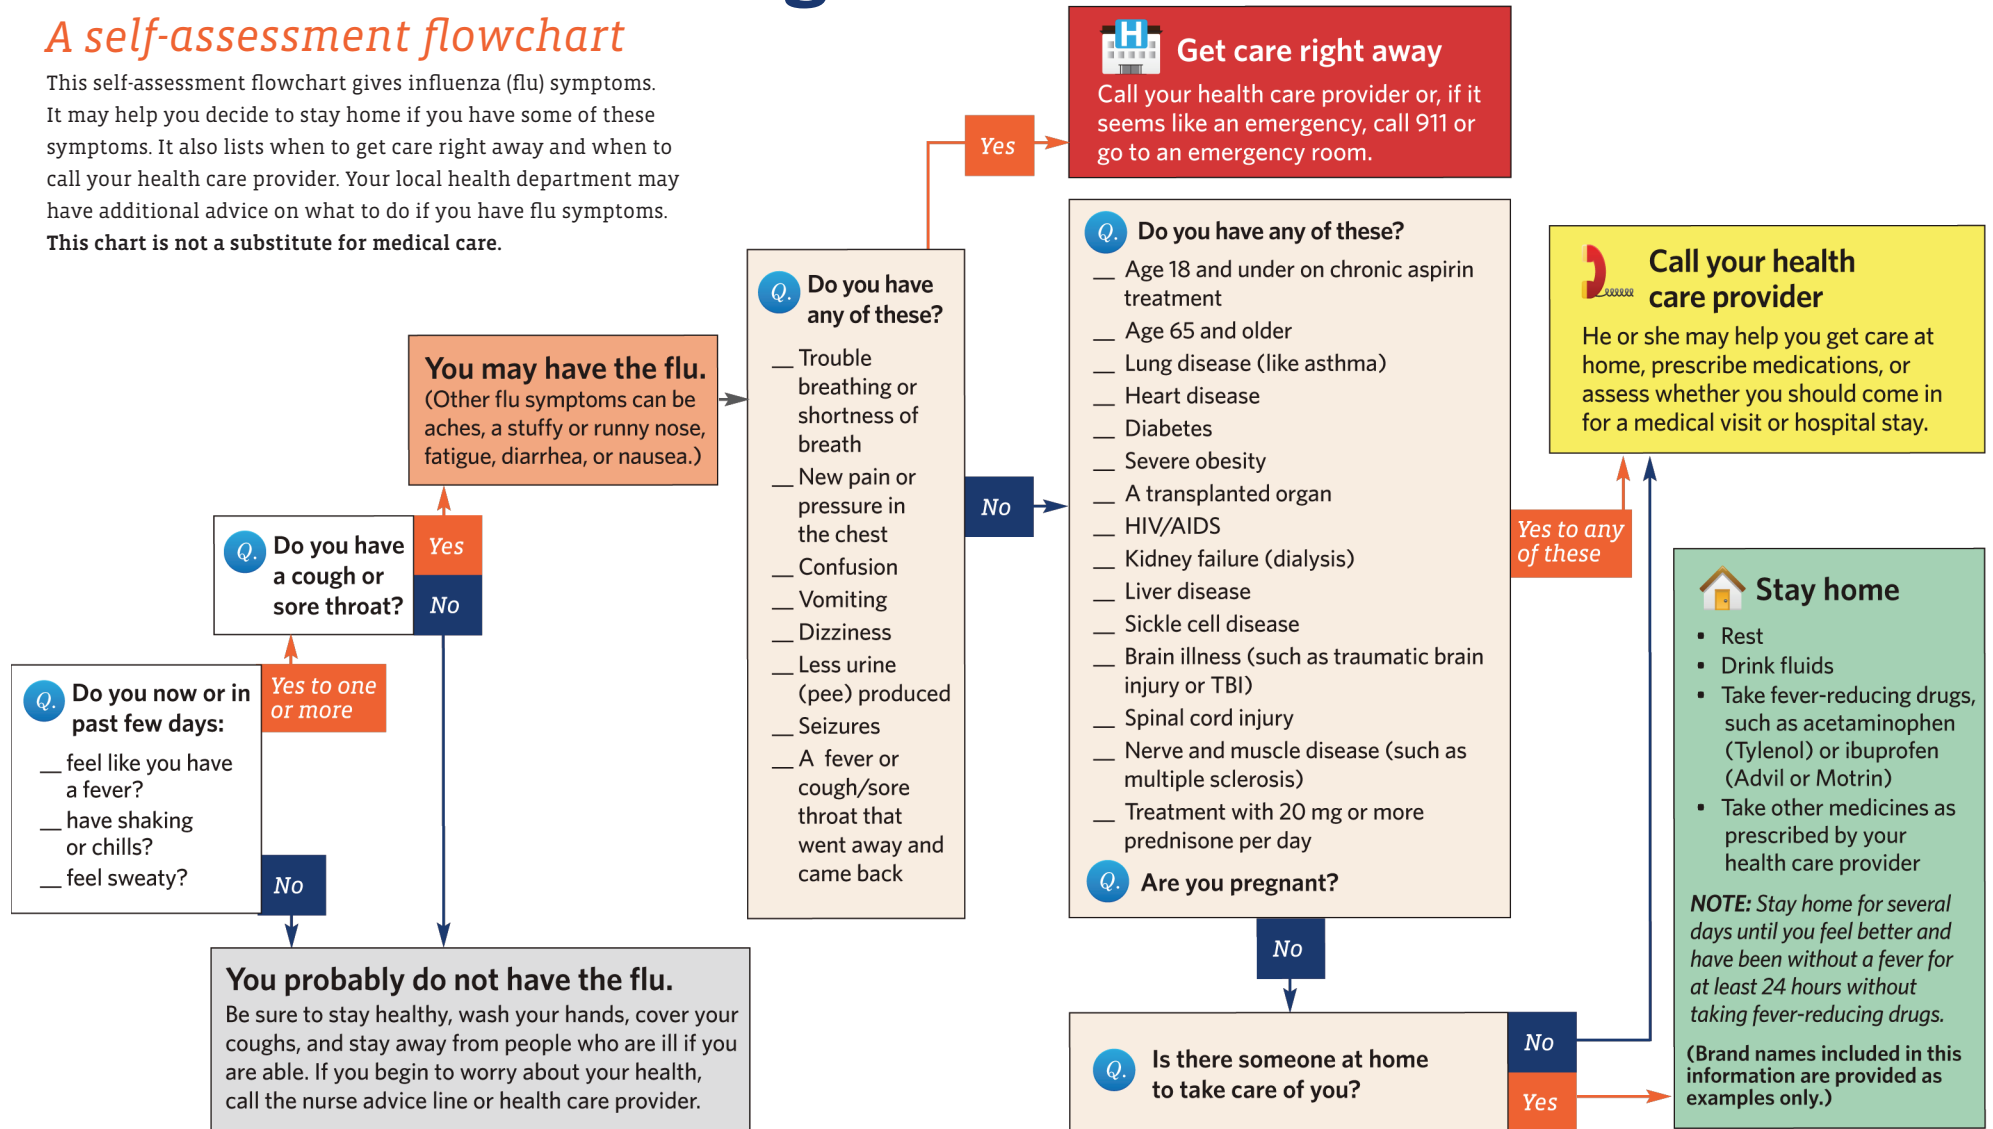 A self-assessment flowchart
This self-assessment flowchart gives influenza (flu) symptoms.
It may help you decide to stay home if you have some of these
symptoms. It also lists when to get care right away and when to
call your health care provider. Your local health department may
have additional advice on what to do if you have flu symptoms.
This chart is not a substitute for medical care.
Q.
Do you now or in
past few days:
__ feel like you have
a fever?
__ have shaking
or chills?
__ feel sweaty?
Yes to one
or more
No
Q.
Do you have
a cough or
sore throat?
Yes
No
You probably do not have the flu.
Be sure to stay healthy, wash your hands, cover your
coughs, and stay away from people who are ill if you
are able. If you begin to worry about your health,
call the nurse advice line or health care provider.
You may have the flu.
(Other flu symptoms can be
aches, a stuffy or runny nose,
fatigue, diarrhea, or nausea.)
Q.
Do you have
any of these?
__ Trouble
breathing or
shortness of
breath
__ New pain or
pressure in
the chest
__ Confusion
__ Vomiting
__ Dizziness
__ Less urine
(pee) produced
__ Seizures
__ A fever or
cough/sore
throat that
went away and
came back
Yes
No
H
Get care right away
Call your health care provider or, if it
seems like an emergency, call 911 or
go to an emergency room.
Q.
Do you have any of these?
__ Age 18 and under on chronic aspirin
treatment
__ Age 65 and older
__ Lung disease (like asthma)
__ Heart disease
__ Diabetes
__ Severe obesity
__ A transplanted organ
__ HIV/AIDS
__ Kidney failure (dialysis)
__ Liver disease
__ Sickle cell disease
__ Brain illness (such as traumatic brain
injury or TBI)
__ Spinal cord injury
__ Nerve and muscle disease (such as
multiple sclerosis)
__ Treatment with 20 mg or more
prednisone per day
Q.
Are you pregnant?
Yes to any
of these
No
Q.
Is there someone at home
to take care of you?
No
Yes
Call your health
care provider
He or she may help you get care at
home, prescribe medications, or
assess whether you should come in
for a medical visit or hospital stay.
Stay home
• Rest
• Drink fluids
• Take fever-reducing drugs,
such as acetaminophen
(Tylenol) or ibuprofen
(Advil or Motrin)
• Take other medicines as
prescribed by your
health care provider
NOTE: Stay home for several
days until you feel better and
have been without a fever for
at least 24 hours without
taking fever-reducing drugs.
(Brand names included in this
information are provided as
examples only.)